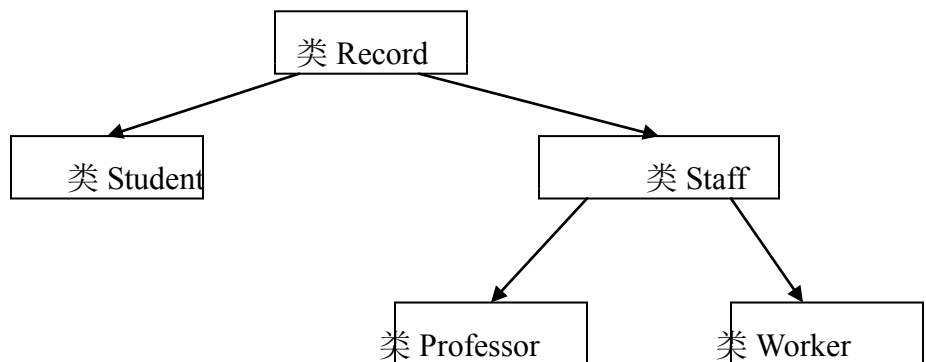 类 Record
类 Student
类 Staff
类 Professor
类 Worker